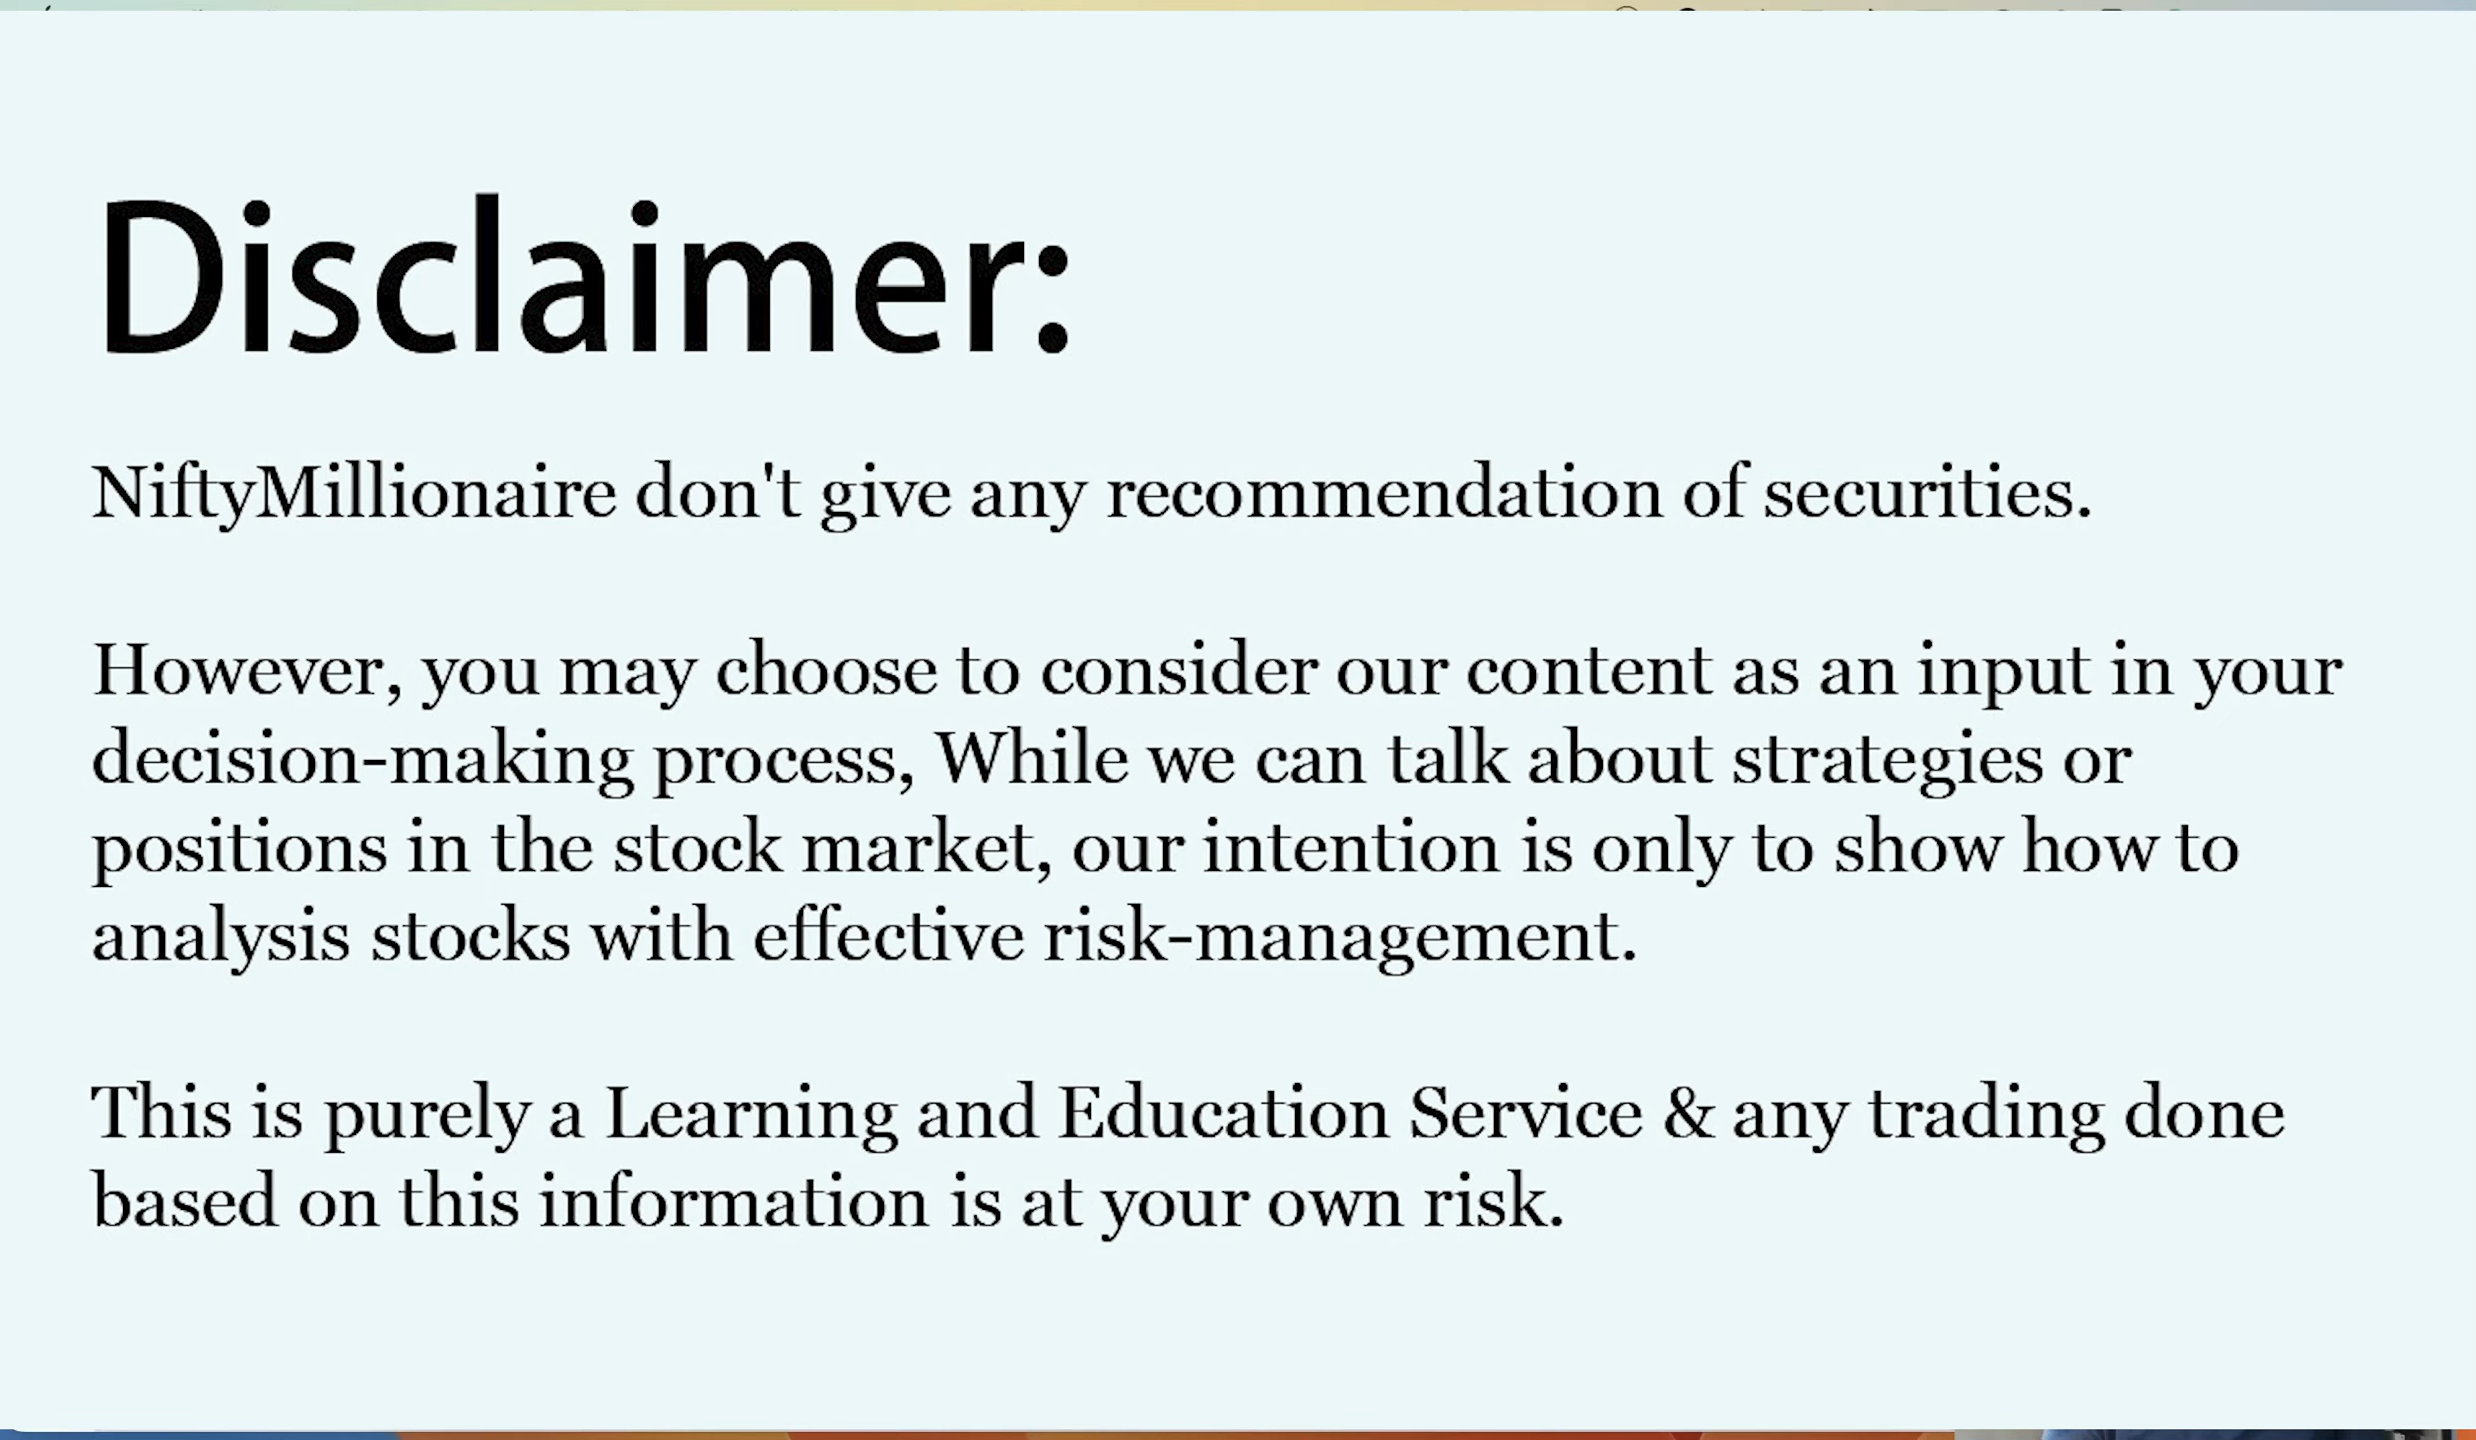 Disclaimer:
NiftyMillionaire don't give any recommendation of securities.
However, you may choose to consider our content as an input in your
decision-making process, While we can talk about strategies or
positions in the stock market, our intention is only to show how to
analysis stocks with effective risk-management.
This is purely a Learning and Education Service & any trading done
based on this information is at your own risk.